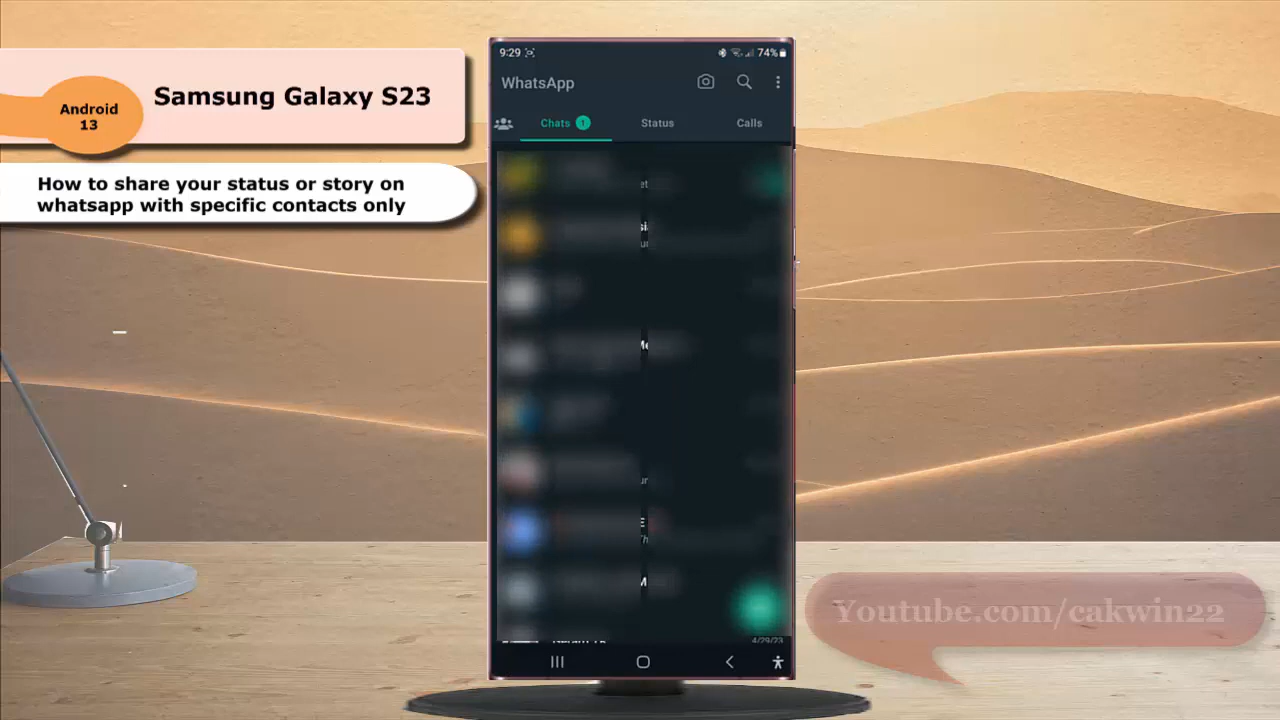 Samsung Galaxy S23
Android
13
How to share your status or story on
whatsapp with specific contacts only
9:29
74%
WhatsApp
Chats 1
Status
Calls
4/29/23
Youtube.com/cakwin22